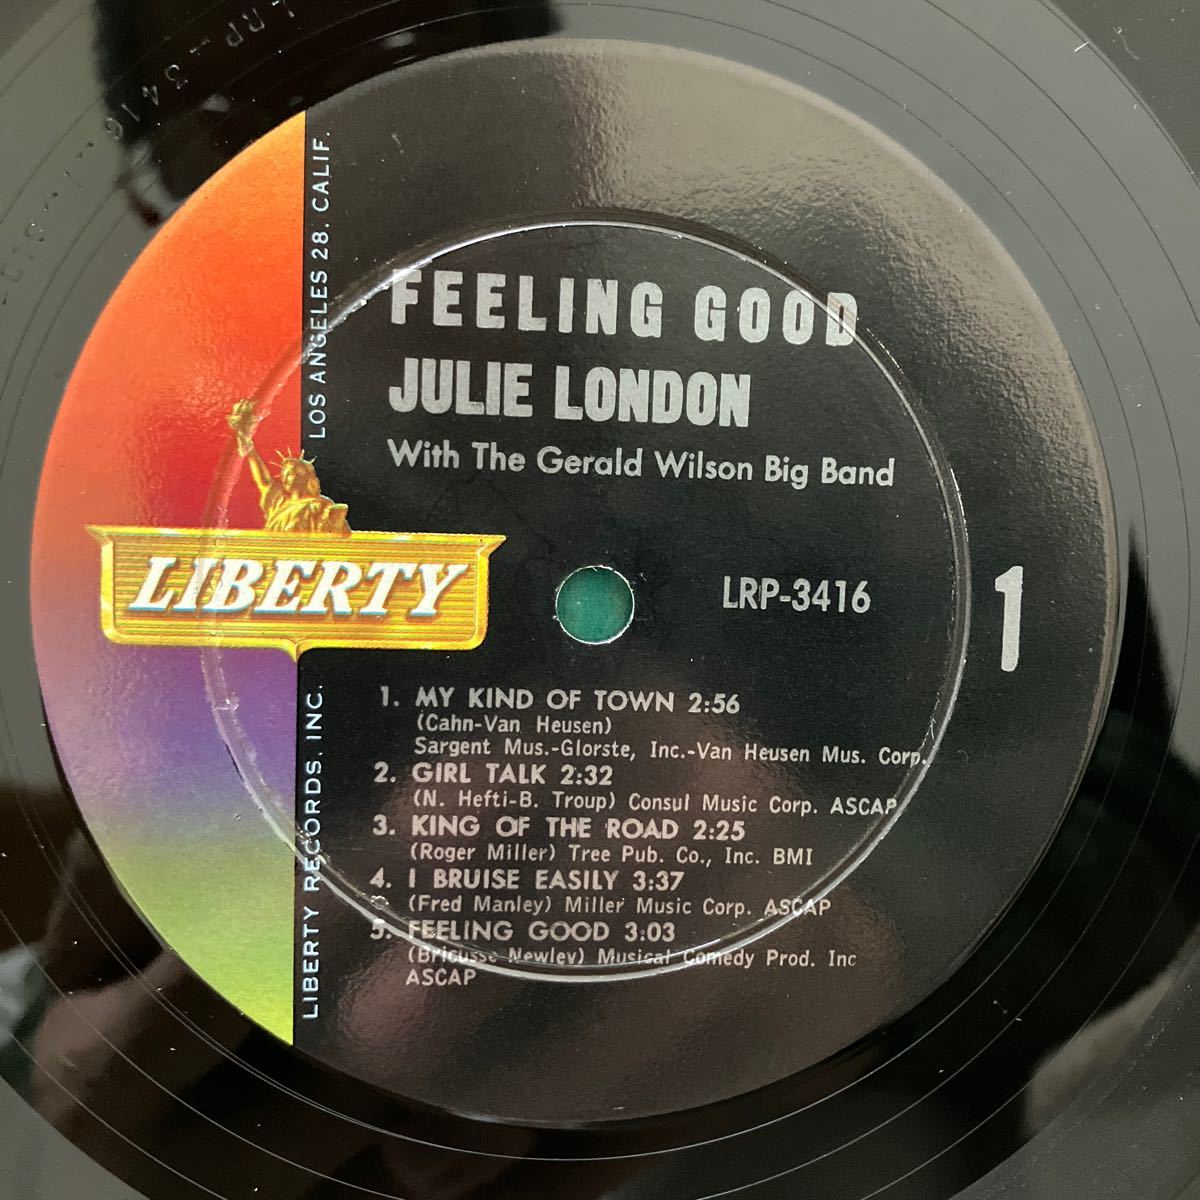 LRP-3416
LOS ANGELES 28, CALIF.
FEELING GOOD
JULIE LONDON
With The Gerald Wilson Big Band
LIBERTY
LRP-3416
1
1. MY KIND OF TOWN 2:56
(Cahn-Van Heusen)
Sargent Mus.-Glorste, Inc.-Van Heusen Mus. Corp.
2. GIRL TALK 2:32
(N. Hefti-B. Troup) Consul Music Corp. ASCAP
3. KING OF THE ROAD 2:25
(Roger Miller) Tree Pub. Co., Inc. BMI
4. I BRUISE EASILY 3:37
(Fred Manley) Miller Music Corp. ASCAP
5. FEELING GOOD 3:03
(Bricusse Newley) Musical Comedy Prod. Inc
ASCAP
LIBERTY RECORDS, INC.